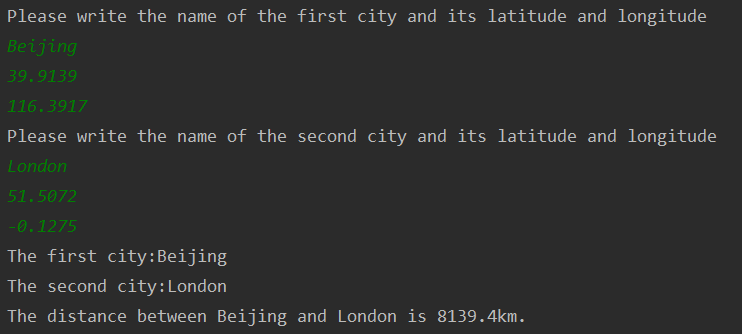 Please write the name of the first city and its latitude and longitude
Beijing
39.9139
116.3917
Please write the name of the second city and its latitude and longitude
London
51.5072
-0.1275
The first city:Beijing
The second city:London
The distance between Beijing and London is 8139.4km.